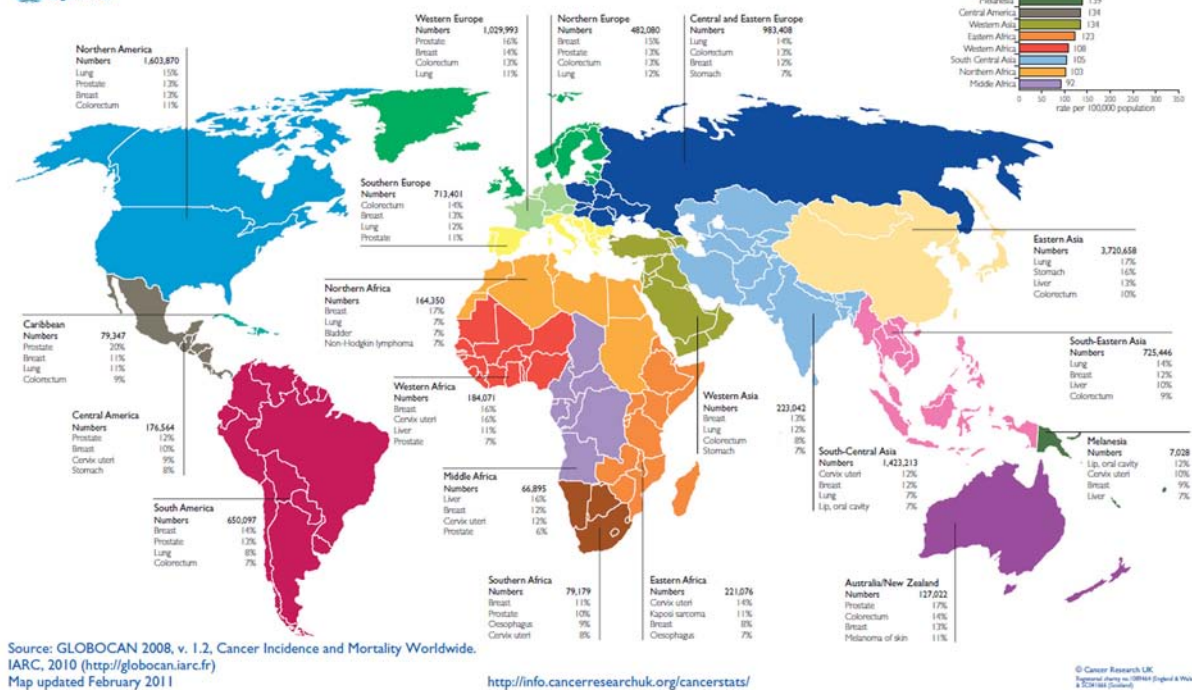 Western Europe
Numbers 1,029,993
Prostate 16%
Breast 14%
Colorectum 13%
Lung 11%
Northern Europe
Numbers 482,080
Breast 15%
Prostate 13%
Colorectum 13%
Lung 12%
Central and Eastern Europe
Numbers 983,408
Lung 14%
Colorectum 13%
Breast 12%
Stomach 7%
Central America 134
Western Asia 134
Eastern Africa 123
Western Africa 108
South Central Asia 105
Northern Africa 103
Middle Africa 92
0 50 100 150 200 250 300 350
rate per 100,000 population
Northern America
Numbers 1,603,870
Lung 15%
Prostate 13%
Breast 13%
Colorectum 11%
Southern Europe
Numbers 713,401
Colorectum 14%
Breast 13%
Lung 12%
Prostate 11%
Eastern Asia
Numbers 3,720,658
Lung 17%
Stomach 16%
Liver 13%
Colorectum 10%
Northern Africa
Numbers 164,350
Breast 17%
Lung 7%
Bladder 7%
Non-Hodgkin lymphoma 7%
Caribbean
Numbers 79,347
Prostate 20%
Breast 11%
Lung 11%
Colorectum 9%
South-Eastern Asia
Numbers 725,446
Lung 14%
Breast 12%
Liver 10%
Colorectum 9%
Western Africa
Numbers 184,071
Breast 16%
Cervix uteri 16%
Liver 11%
Prostate 7%
Western Asia
Numbers 223,042
Breast 13%
Lung 12%
Colorectum 8%
Stomach 7%
Central America
Numbers 176,564
Prostate 12%
Breast 10%
Cervix uteri 9%
Stomach 8%
South-Central Asia
Numbers 1,423,213
Cervix uteri 12%
Breast 12%
Lung 7%
Lip, oral cavity 7%
Melanesia
Numbers 7,028
Lip, oral cavity 12%
Cervix uteri 10%
Breast 9%
Liver 7%
Middle Africa
Numbers 66,895
Liver 16%
Breast 12%
Cervix uteri 12%
Prostate 6%
South America
Numbers 650,097
Breast 14%
Prostate 13%
Lung 8%
Colorectum 7%
Southern Africa
Numbers 79,179
Breast 11%
Prostate 10%
Oesophagus 9%
Cervix uteri 8%
Eastern Africa
Numbers 221,076
Cervix uteri 14%
Kaposi sarcoma 11%
Breast 8%
Oesophagus 7%
Australia/New Zealand
Numbers 127,022
Prostate 17%
Colorectum 14%
Breast 13%
Melanoma of skin 11%
Source: GLOBOCAN 2008, v. 1.2, Cancer Incidence and Mortality Worldwide.
IARC, 2010 (http://globocan.iarc.fr)
Map updated February 2011
http://info.cancerresearchuk.org/cancerstats/
© Cancer Research UK